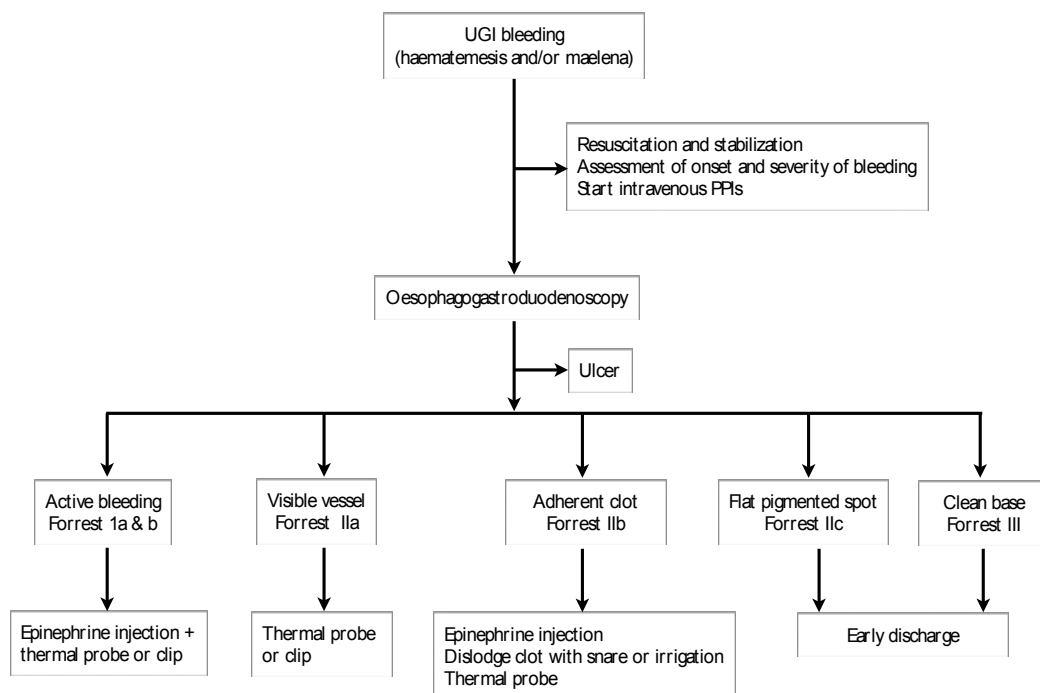 UGI bleeding
(haematemesis and/or maelena)
Resuscitation and stabilization
Assessment of onset and severity of bleeding
Start intravenous PPIs
Oesophagogastroduodenoscopy
Ulcer
Active bleeding
Forrest 1a & b
Visible vessel
Forrest IIa
Adherent clot
Forrest IIb
Flat pigmented spot
Forrest IIc
Clean base
Forrest III
Epinephrine injection +
thermal probe or clip
Thermal probe
or clip
Epinephrine injection
Dislodge clot with snare or irrigation
Thermal probe
Early discharge